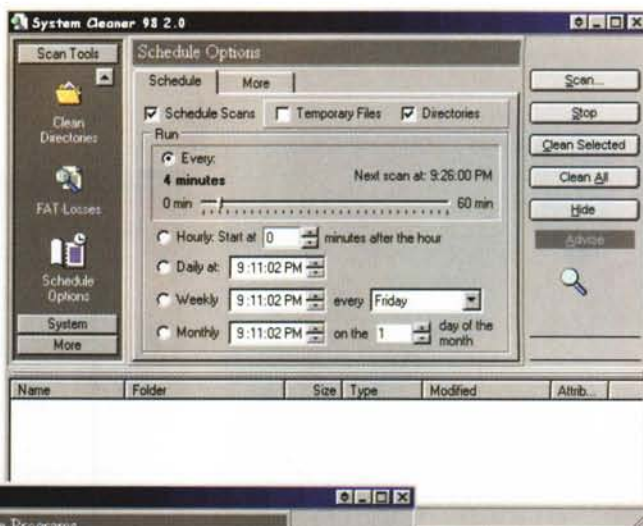 System Cleaner 98 2.0
Scan Tools
Clean Directories
FAT-Losses
Schedule Options
System
More
Schedule Options
Schedule More
Schedule Scans Temporary Files Directories
Run
Every:
4 minutes Next scan at: 9:26:00 PM
0 min 60 min
Hourly: Start at 0 minutes after the hour
Daily at: 9:11:02 PM
Weekly 9:11:02 PM every Friday
Monthly 9:11:02 PM on the 1 day of the month
Scan...
Stop
Clean Selected
Clean All
Hide
Advise
Name Folder Size Type Modified Attrib...
Programs